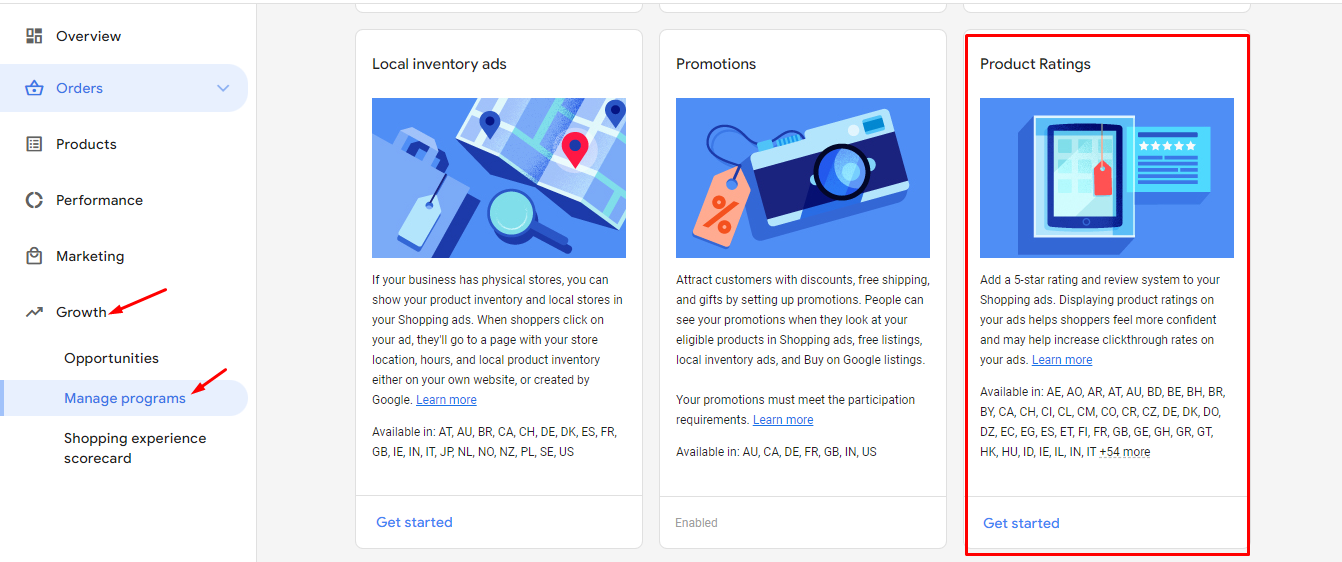 Overview
Orders
Products
Performance
Marketing
Growth
Opportunities
Manage programs
Shopping experience
scorecard
Local inventory ads
If your business has physical stores, you can
show your product inventory and local stores in
your Shopping ads. When shoppers click on
your ad, they'll go to a page with your store
location, hours, and local product inventory
either on your own website, or created by
Google. Learn more
Available in: AT, AU, BR, CA, CH, DE, DK, ES, FR,
GB, IE, IN, IT, JP, NL, NO, NZ, PL, SE, US
Get started
Promotions
%
Attract customers with discounts, free shipping,
and gifts by setting up promotions. People can
see your promotions when they look at your
eligible products in Shopping ads, free listings,
local inventory ads, and Buy on Google listings.
Your promotions must meet the participation
requirements. Learn more
Available in: AU, CA, DE, FR, GB, IN, US
Enabled
Product Ratings
Add a 5-star rating and review system to your
Shopping ads. Displaying product ratings on
your ads helps shoppers feel more confident
and may help increase clickthrough rates on
your ads. Learn more
Available in: AE, AO, AR, AT, AU, BD, BE, BH, BR,
BY, CA, CH, CI, CL, CM, CO, CR, CZ, DE, DK, DO,
DZ, EC, EG, ES, ET, FI, FR, GB, GE, GH, GR, GT,
HK, HU, ID, IE, IL, IN, IT +54 more
Get started